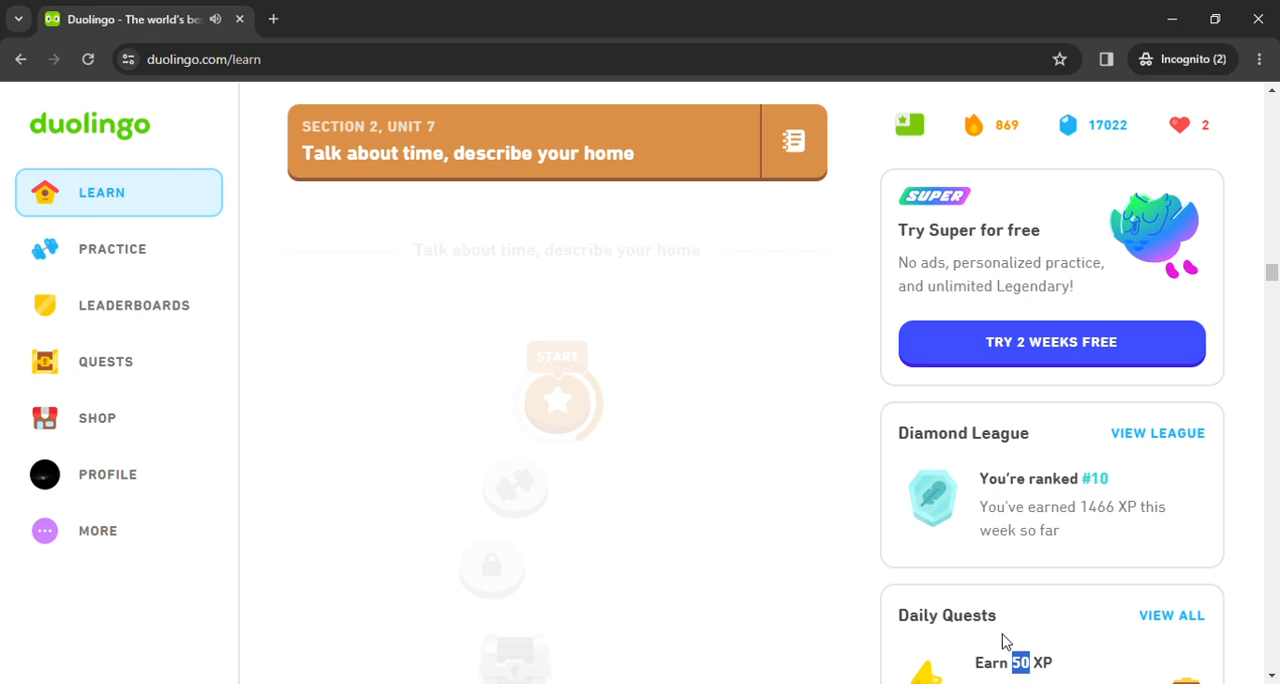 Duolingo - The world's be
duolingo.com/learn
Incognito (2)
duolingo
LEARN
PRACTICE
LEADERBOARDS
QUESTS
SHOP
PROFILE
MORE
SECTION 2, UNIT 7
Talk about time, describe your home
Talk about time, describe your home
START
869
17022
2
SUPER
Try Super for free
No ads, personalized practice,
and unlimited Legendary!
TRY 2 WEEKS FREE
Diamond League
VIEW LEAGUE
You're ranked #10
You've earned 1466 XP this
week so far
Daily Quests
VIEW ALL
Earn 50 XP